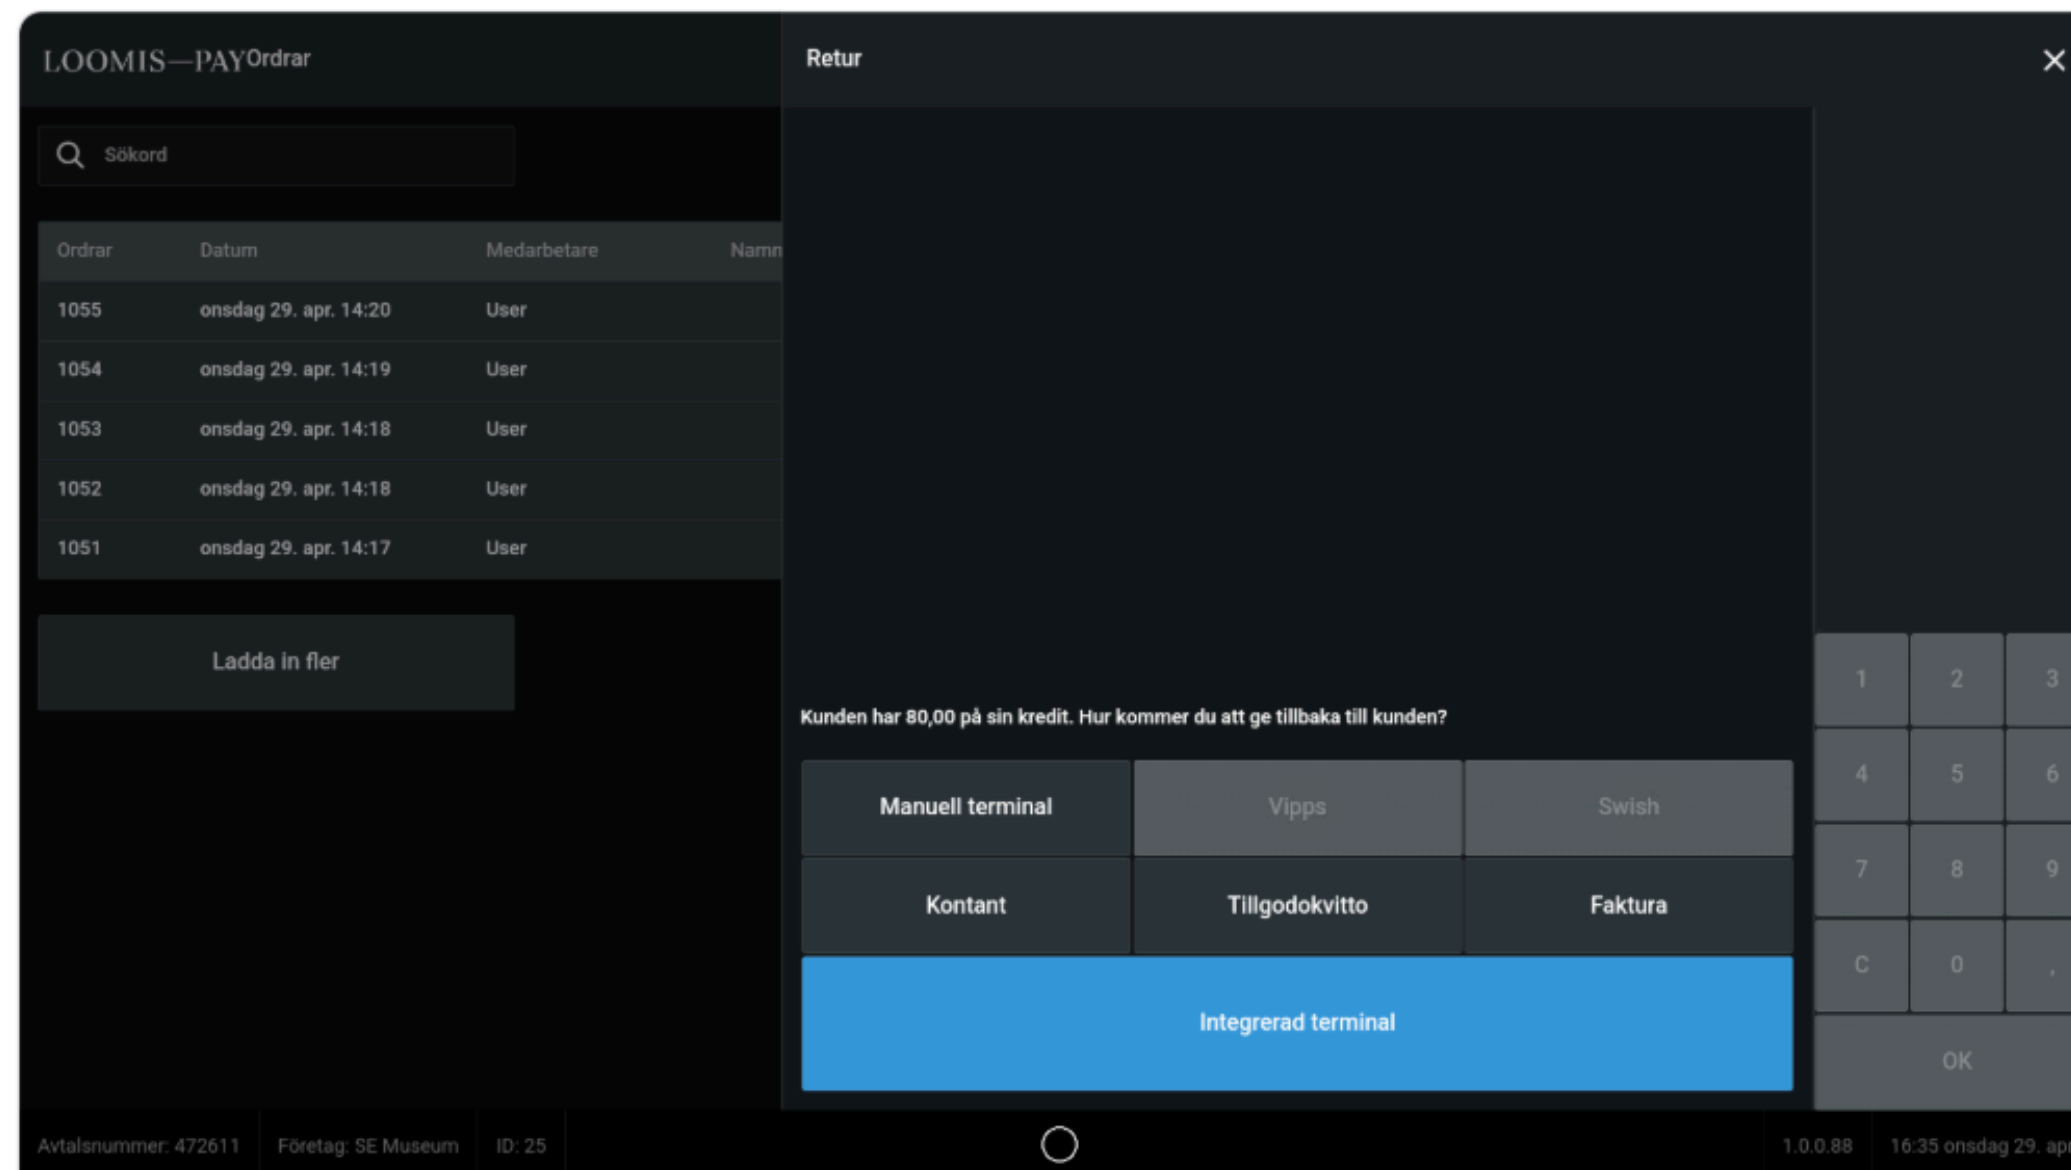 LOOMIS—PAY Ordrar
Retur
Sökord
Ordrar Datum Medarbetare Namn
1055 onsdag 29. apr. 14:20 User
1054 onsdag 29. apr. 14:19 User
1053 onsdag 29. apr. 14:18 User
1052 onsdag 29. apr. 14:18 User
1051 onsdag 29. apr. 14:17 User
Ladda in fler
Kunden har 80,00 på sin kredit. Hur kommer du att ge tillbaka till kunden?
Manuell terminal Vipps Swish
Kontant Tillgodokvitto Faktura
Integrerad terminal
1 2 3
4 5 6
7 8 9
C 0 ,
OK
Avtalsnummer: 472611 Företag: SE Museum ID: 25 1.0.0.88 16:35 onsdag 29. apr